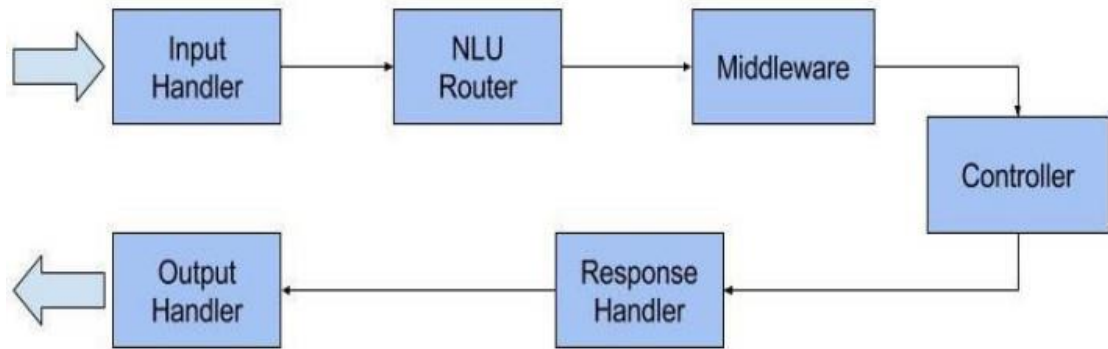 Input
Handler
NLU
Router
Middleware
Controller
Response
Handler
Output
Handler